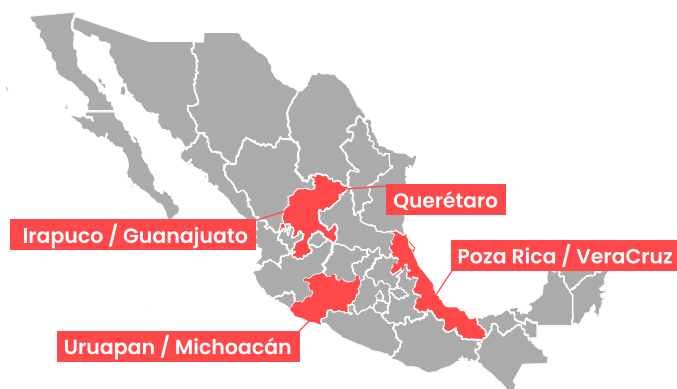 Querétaro
Irapuco / Guanajuato
Poza Rica / VeraCruz
Uruapan / Michoacán